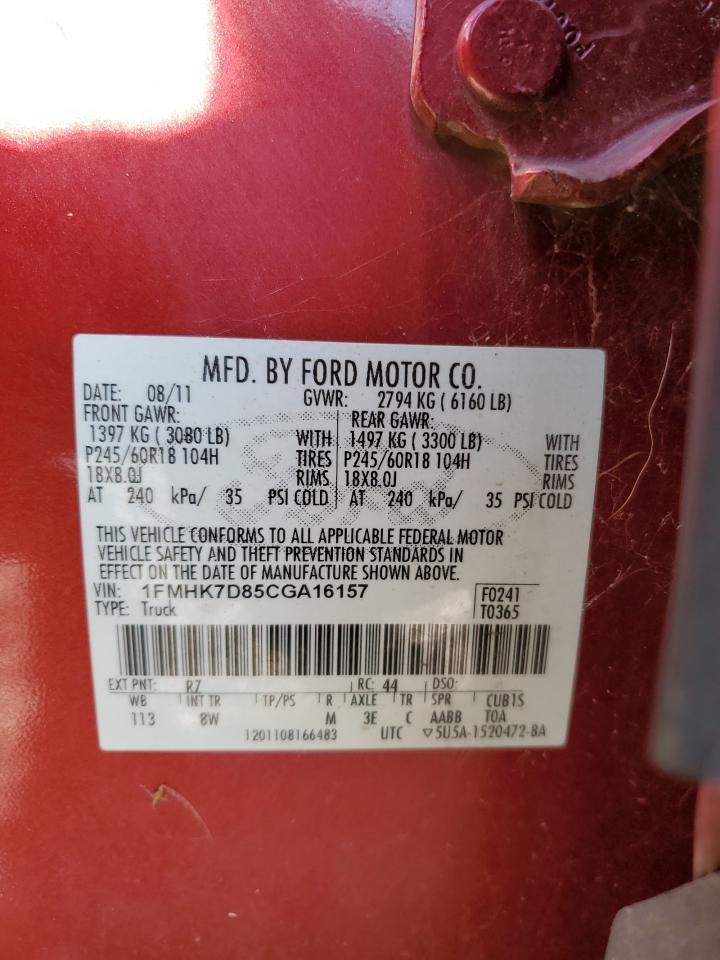 MFD. BY FORD MOTOR CO.
DATE: 08/11 GVWR: 2794 KG ( 6160 LB)
FRONT GAWR: REAR GAWR:
1397 KG ( 3080 LB) WITH 1497 KG ( 3300 LB) WITH
P245/60R18 104H TIRES P245/60R18 104H TIRES
18X8.0J RIMS 18X8.0J RIMS
AT 240 kPa/ 35 PSI COLD AT 240 kPa/ 35 PSI COLD
THIS VEHICLE CONFORMS TO ALL APPLICABLE FEDERAL MOTOR
VEHICLE SAFETY AND THEFT PREVENTION STANDARDS IN
EFFECT ON THE DATE OF MANUFACTURE SHOWN ABOVE.
VIN: 1FMHK7D85CGA16157 F0241
TYPE: Truck T0365
EXT PNT: RZ RC: 44 DSO:
WB INT TR TP/PS R AXLE TR SPR CUB1S
113 8W M 3E C AABB TOA
1201108166483 UTC ▽5U5A-1520472-BA